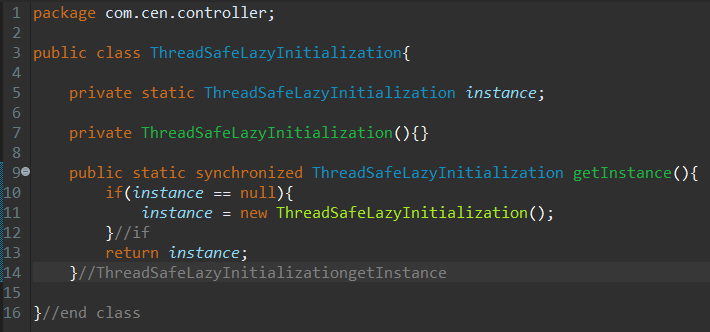 1 package com.cen.controller;
2
3 public class ThreadSafeLazyInitialization{
4
5     private static ThreadSafeLazyInitialization instance;
6
7     private ThreadSafeLazyInitialization(){}
8
9     public static synchronized ThreadSafeLazyInitialization getInstance(){
10         if(instance == null){
11             instance = new ThreadSafeLazyInitialization();
12         }//if
13         return instance;
14     }//ThreadSafeLazyInitializationgetInstance
15
16 }//end class